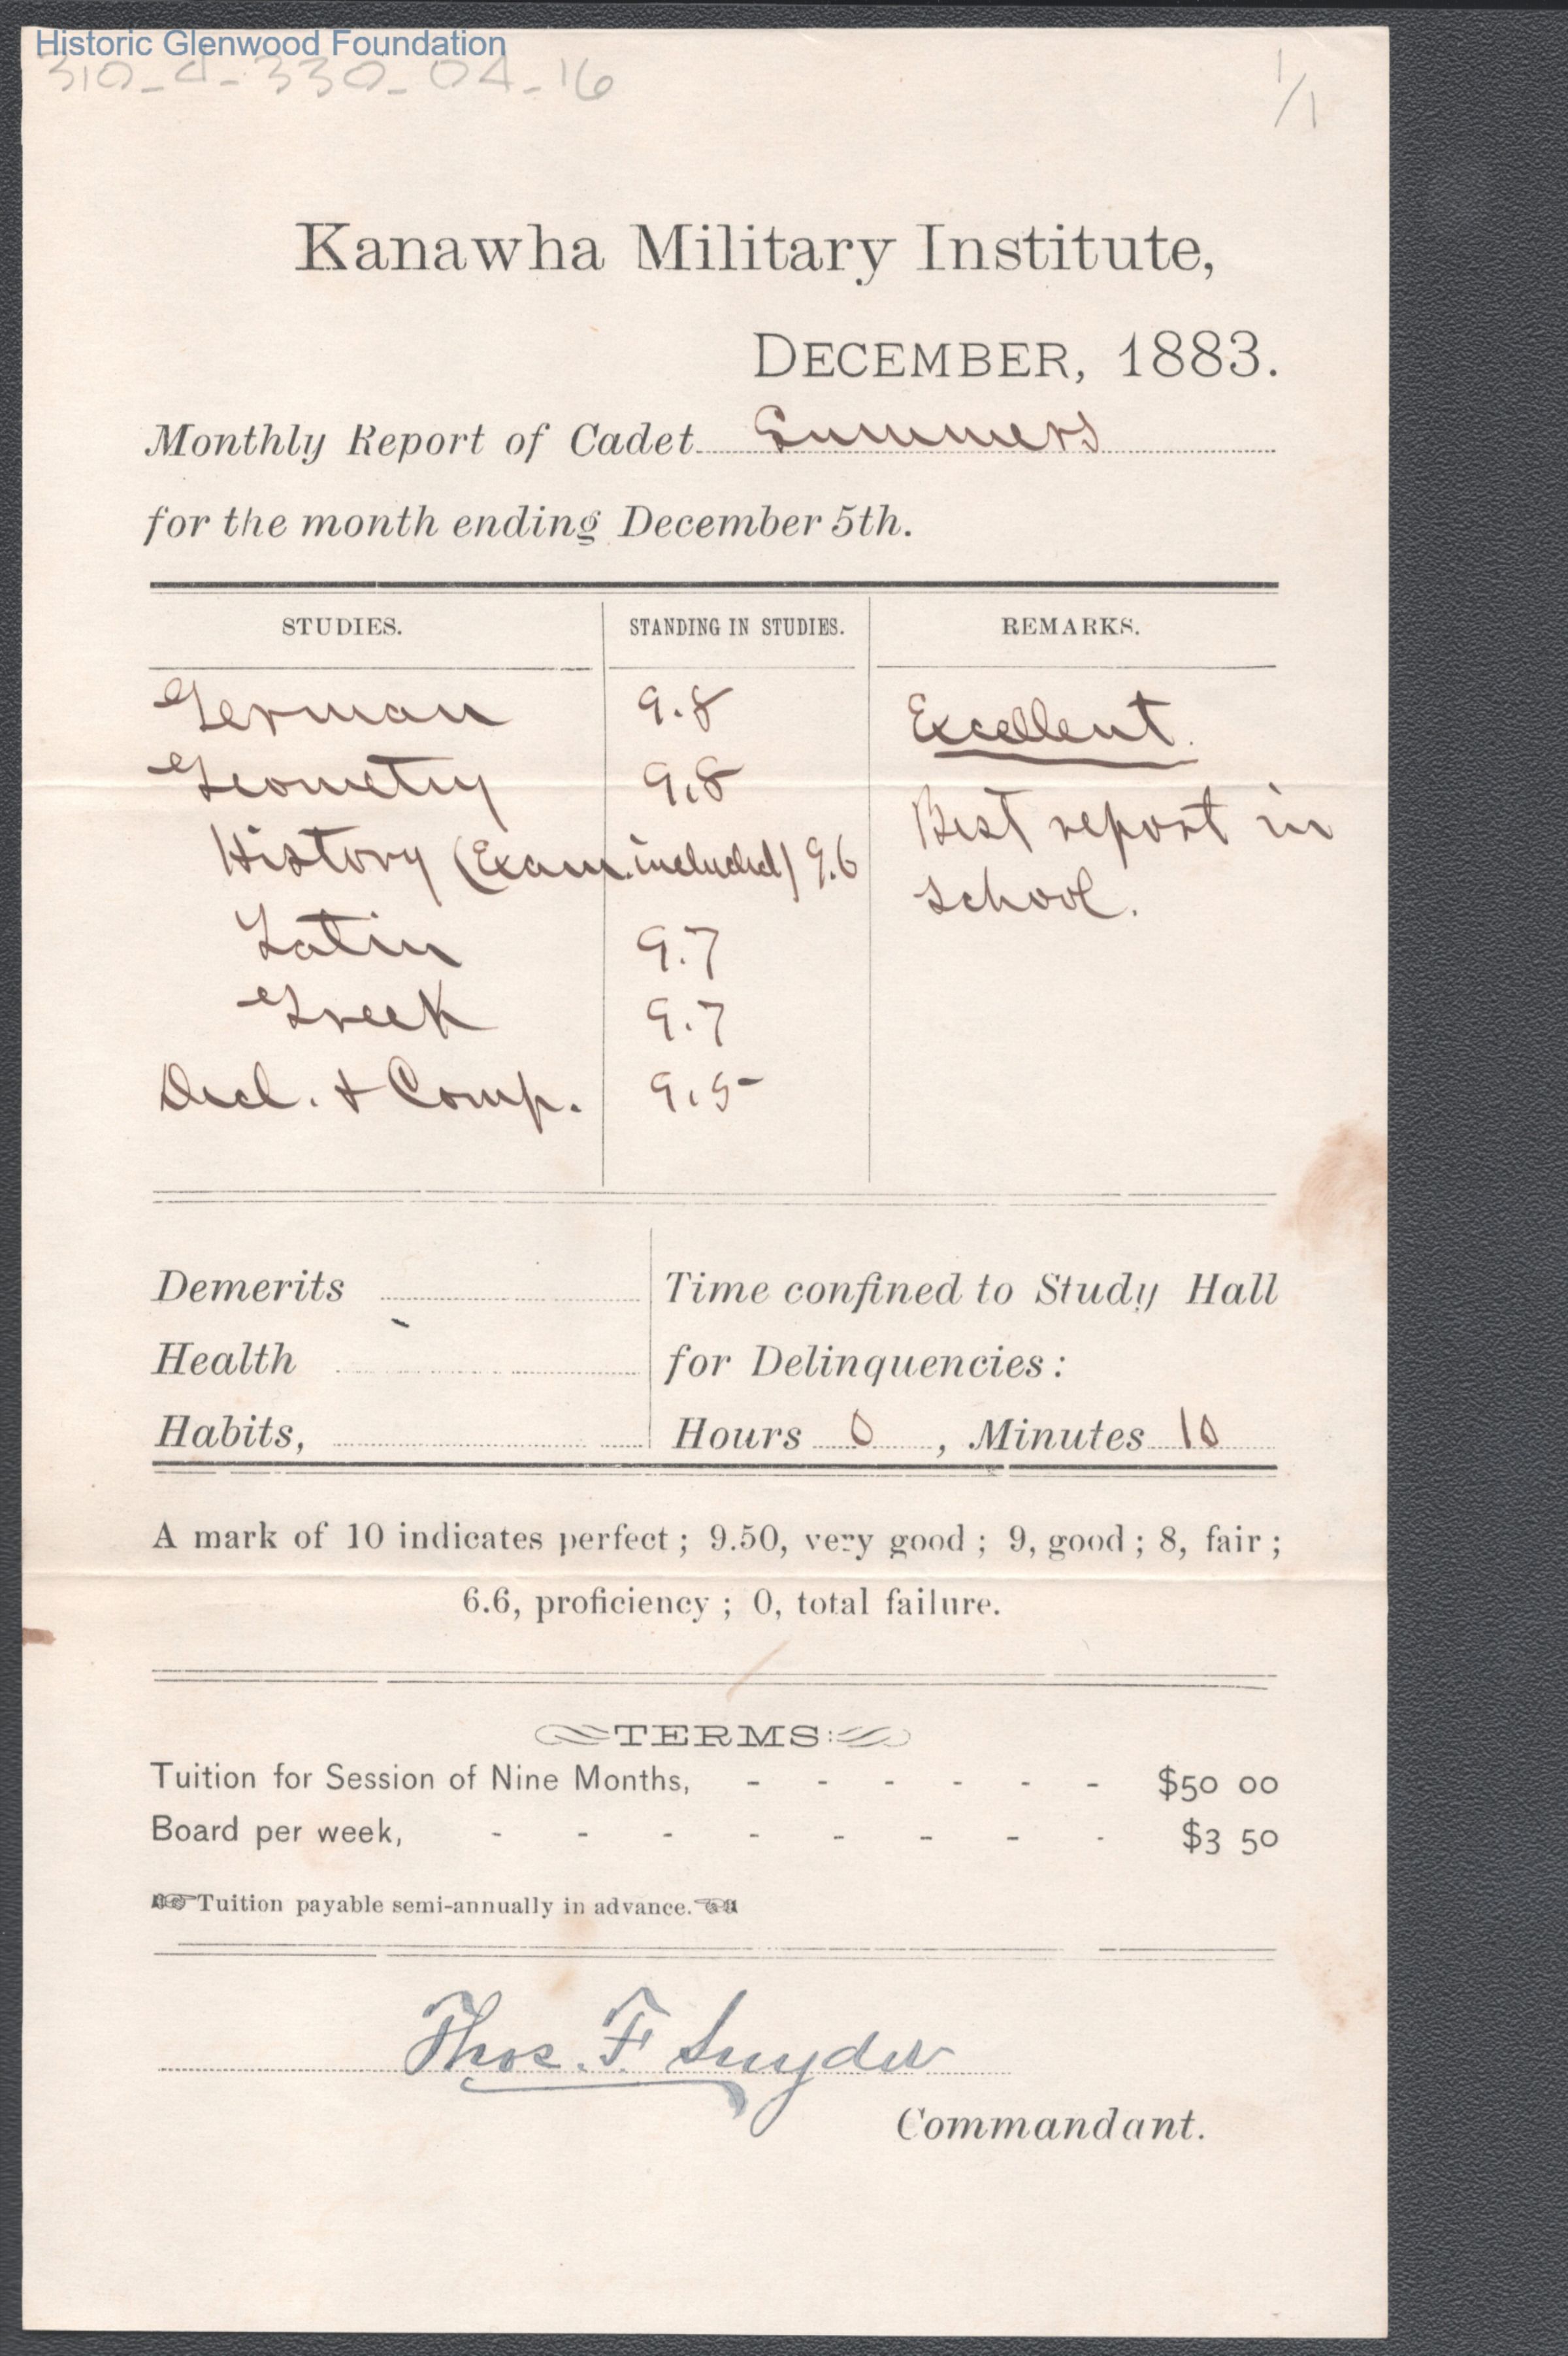 Historic Glenwood Foundation
310-4-330-04-16
1/1
Kanawha Military Institute,
DECEMBER, 1883.
Monthly Report of Cadet Summers
for the month ending December 5th.
STUDIES. STANDING IN STUDIES. REMARKS.
German 9.8 Excellent.
Geometry 9.8 Best report in
History (Exam. included) 9.6 school.
Latin 9.7
Greek 9.7
Decl. & Comp. 9.5
Demerits Time confined to Study Hall
Health for Delinquencies:
Habits, Hours 0, Minutes 10
A mark of 10 indicates perfect; 9.50, very good; 9, good; 8, fair;
6.6, proficiency; 0, total failure.
TERMS:
Tuition for Session of Nine Months, - - - - - - $50 00
Board per week, - - - - - - - - $3 50
☞Tuition payable semi-annually in advance.☜
Thos. F Snyder
Commandant.